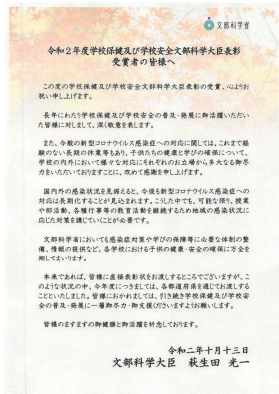 文部科学省
令和2年度学校保健及び学校安全文部科学大臣表彰
受賞者の皆様へ
この度の学校保健及び学校安全文部科学大臣表彰の受賞、心よりお
祝い申し上げます。
長年にわたり学校保健及び学校安全の普及・発展に御活躍いただい
た皆様に対しまして、深く敬意を表します。
また、今般の新型コロナウイルス感染症への対応に関しては、これまで経
験のない長期の休業等もあり、子供たちの健康と学びの確保について、
学校の内外において様々な対応にそれぞれのお立場から多大なる御尽
力をいただいておりますことに、改めて感謝を申し上げます。
国内外の感染状況を見据えると、今後も新型コロナウイルス感染症への
対応は長期化することが見込まれます。こうした中でも、可能な限り、授業
や部活動、各種行事等の教育活動を継続するため地域の感染状況に
応じた対策を講じていくことが必要です。
文部科学省においても感染症対策や学びの保障等に必要な体制の整
備、情報の提供など、各学校における子供の健康・安全の確保に万全を
期してまいります。
本来であれば、皆様に直接表彰状をお渡しするところでございますが、こ
のような状況の中、今年度につきましては、各都道府県を通じてお渡しする
ことといたしました。皆様におかれましては、引き続き学校保健及び学校安
全の普及・発展に一層御尽力・御支援くださいますようお願いします。
皆様のますますの御健勝と御活躍を祈念しております。
令和二年十月十三日
文部科学大臣 萩生田 光一